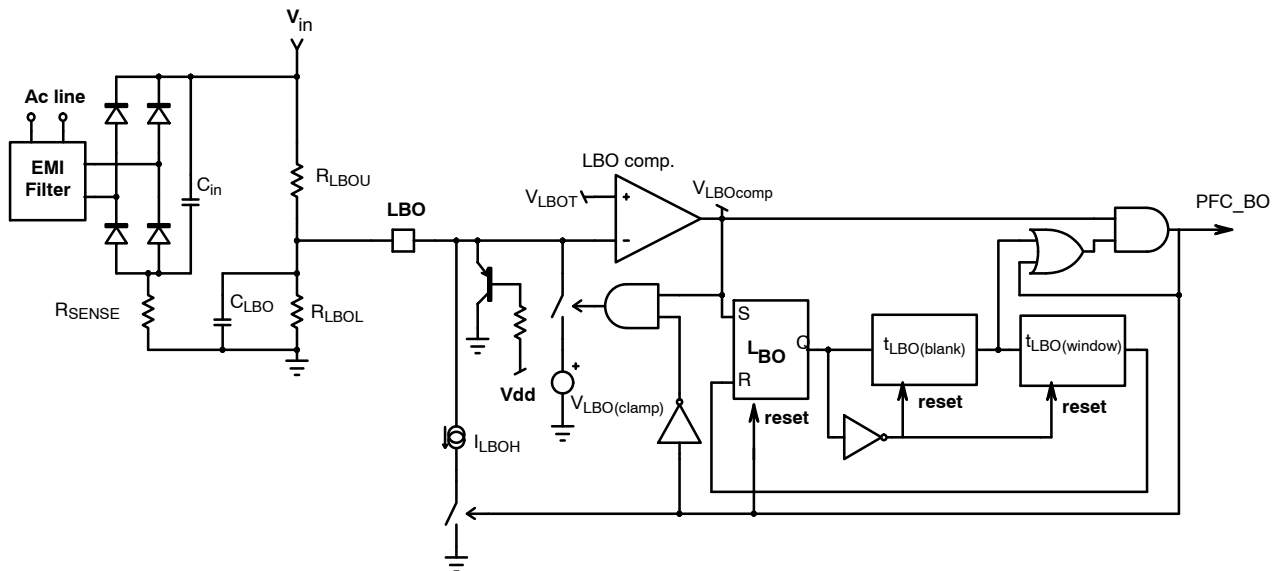 Vin
Ac line
EMI
Filter
Cin
RLBOU
LBO
RSENSE
CLBO
RLBOL
LBO comp.
VLBOT
+
−
VLBOcomp
PFC_BO
Vdd
+
VLBO(clamp)
ILBOH
S
Q
LBO
R
reset
tLBO(blank)
reset
tLBO(window)
reset